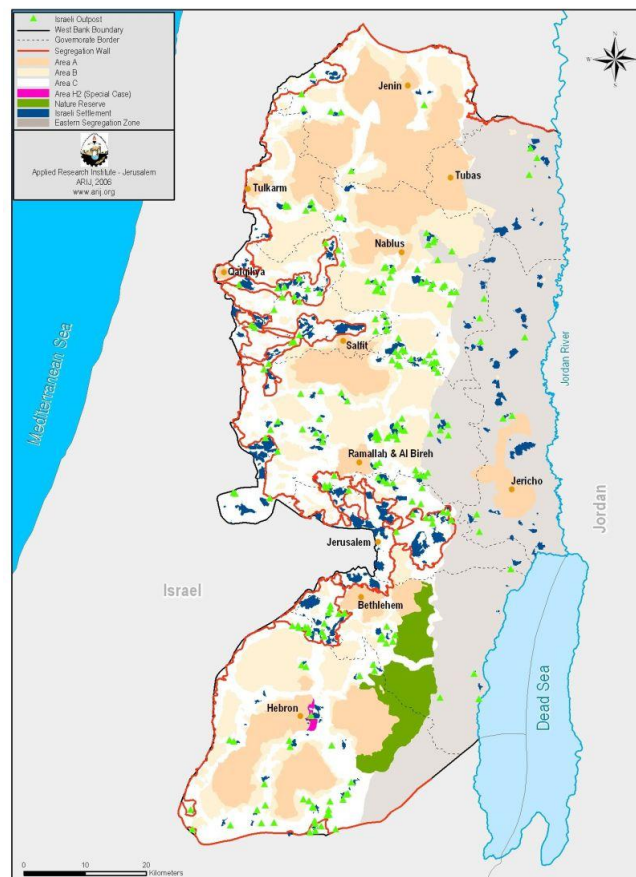 Israeli Outpost
West Bank Boundary
Governorate Border
Segregation Wall
Area A
Area B
Area C
Area H2 (Special Case)
Nature Reserve
Israeli Settlement
Eastern Segregation Zone
Applied Research Institute - Jerusalem
ARIJ, 2006
www.arij.org
Jenin
Tubas
Tulkarm
Nablus
Qalqiliya
Salfit
Mediterranean Sea
Jordan River
Ramallah & Al Bireh
Jericho
Jordan
Jerusalem
Israel
Bethlehem
Dead Sea
Hebron
0 10 20
Kilometers